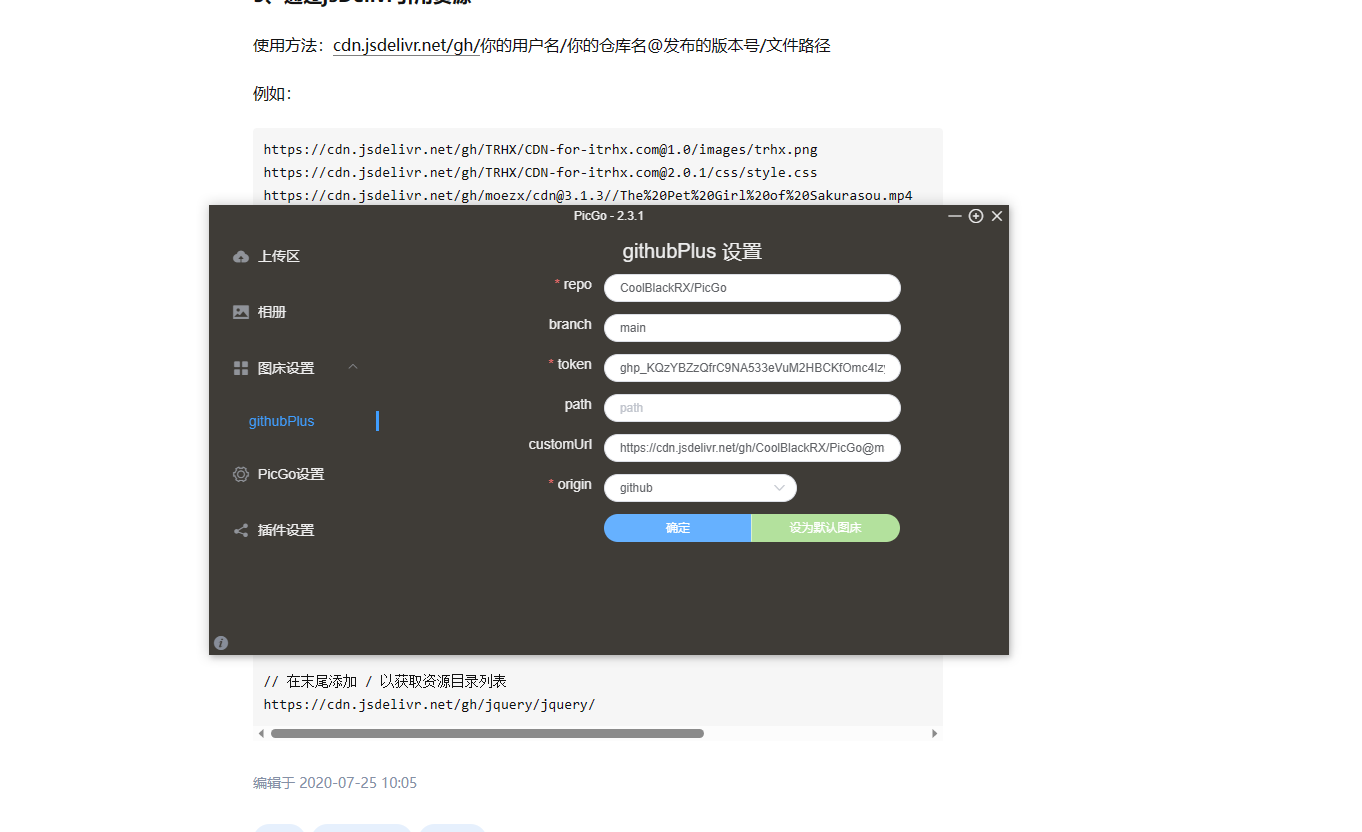 使用方法：cdn.jsdelivr.net/gh/你的用户名/你的仓库名@发布的版本号/文件路径
例如：
https://cdn.jsdelivr.net/gh/TRHX/CDN-for-itrhx.com@1.0/images/trhx.png
https://cdn.jsdelivr.net/gh/TRHX/CDN-for-itrhx.com@2.0.1/css/style.css
https://cdn.jsdelivr.net/gh/moezx/cdn@3.1.3//The%20Pet%20Girl%20of%20Sakurasou.mp4
PicGo - 2.3.1
上传区
相册
图床设置
githubPlus
PicGo设置
插件设置
githubPlus 设置
* repo
CoolBlackRX/PicGo
branch
main
* token
ghp_KQzYBZzQfrC9NA533eVuM2HBCKfOmc4Iz
path
path
customUrl
https://cdn.jsdelivr.net/gh/CoolBlackRX/PicGo@m
* origin
github
确定
设为默认图床
// 在末尾添加 / 以获取资源目录列表
https://cdn.jsdelivr.net/gh/jquery/jquery/
编辑于 2020-07-25 10:05